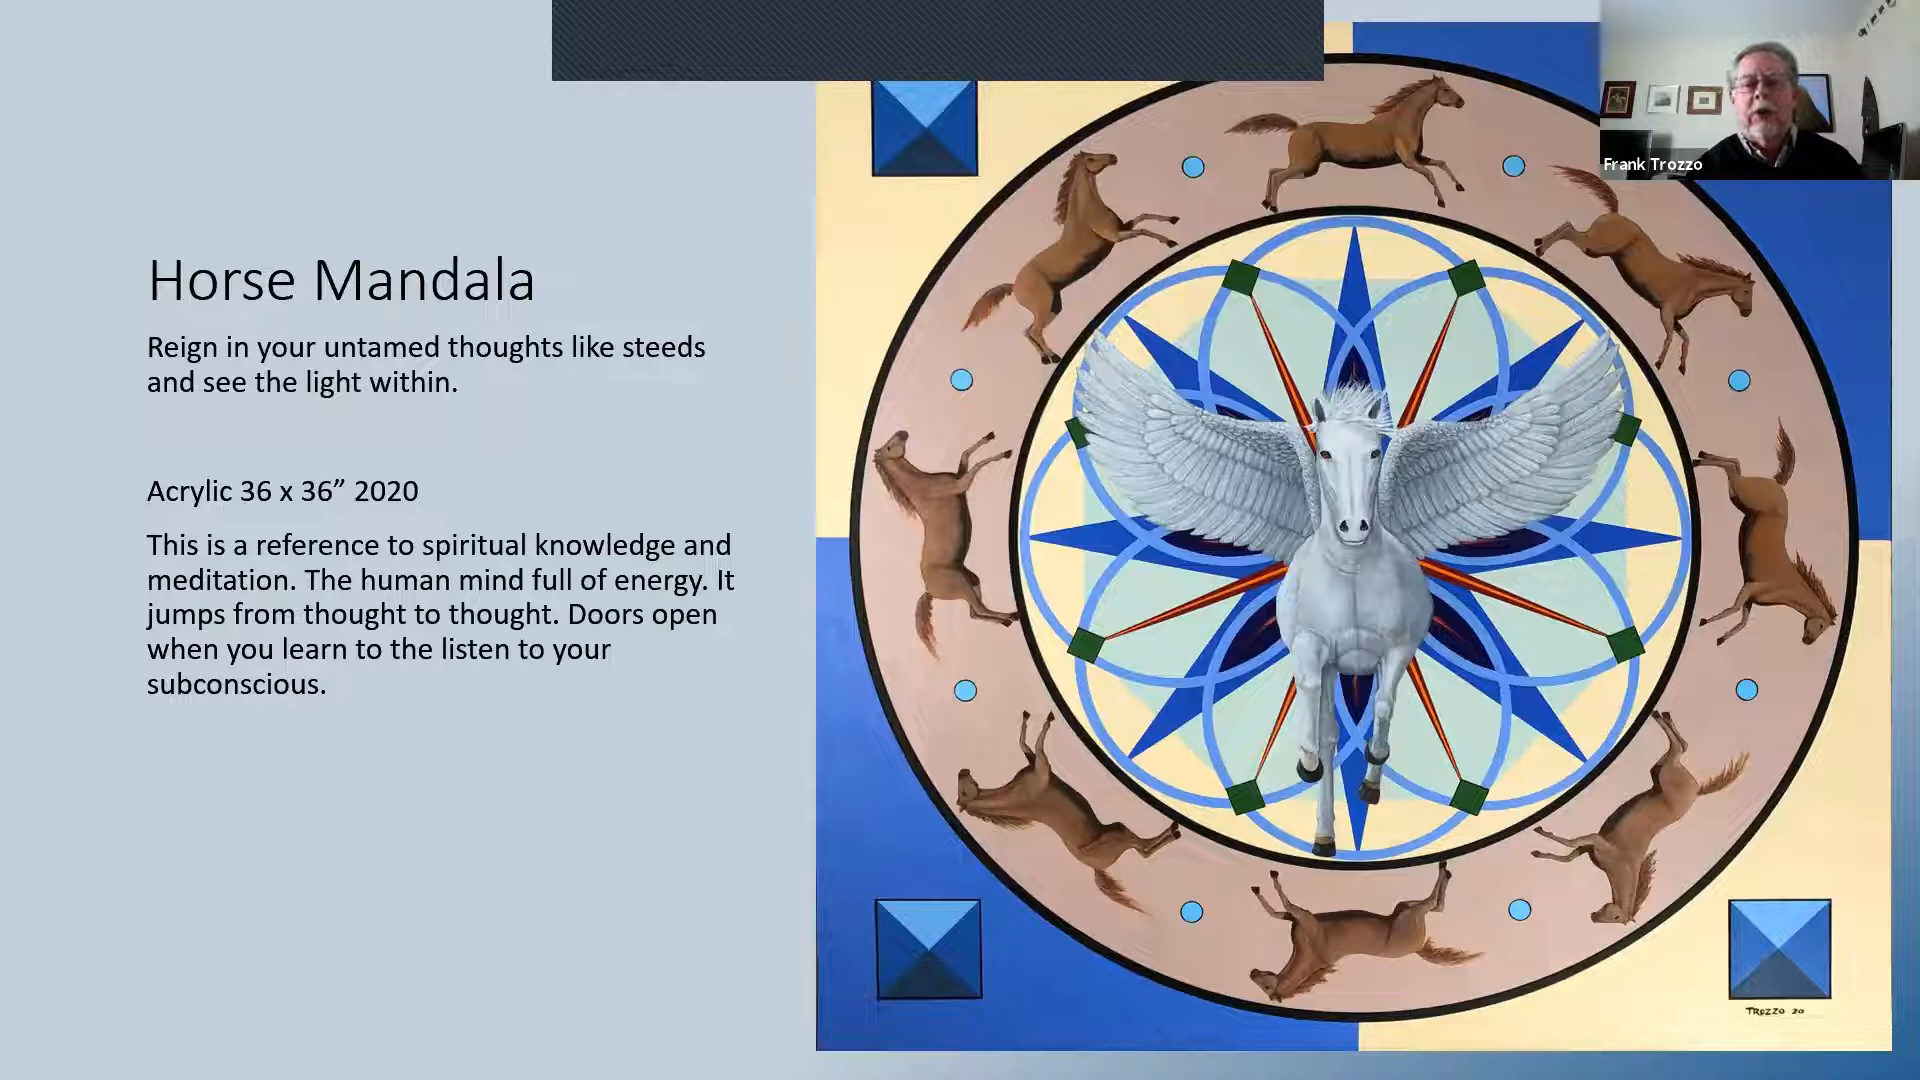 Frank Trozzo
Horse Mandala
Reign in your untamed thoughts like steeds
and see the light within.
Acrylic 36 x 36” 2020
This is a reference to spiritual knowledge and
meditation. The human mind full of energy. It
jumps from thought to thought. Doors open
when you learn to the listen to your
subconscious.
TROZZO 20